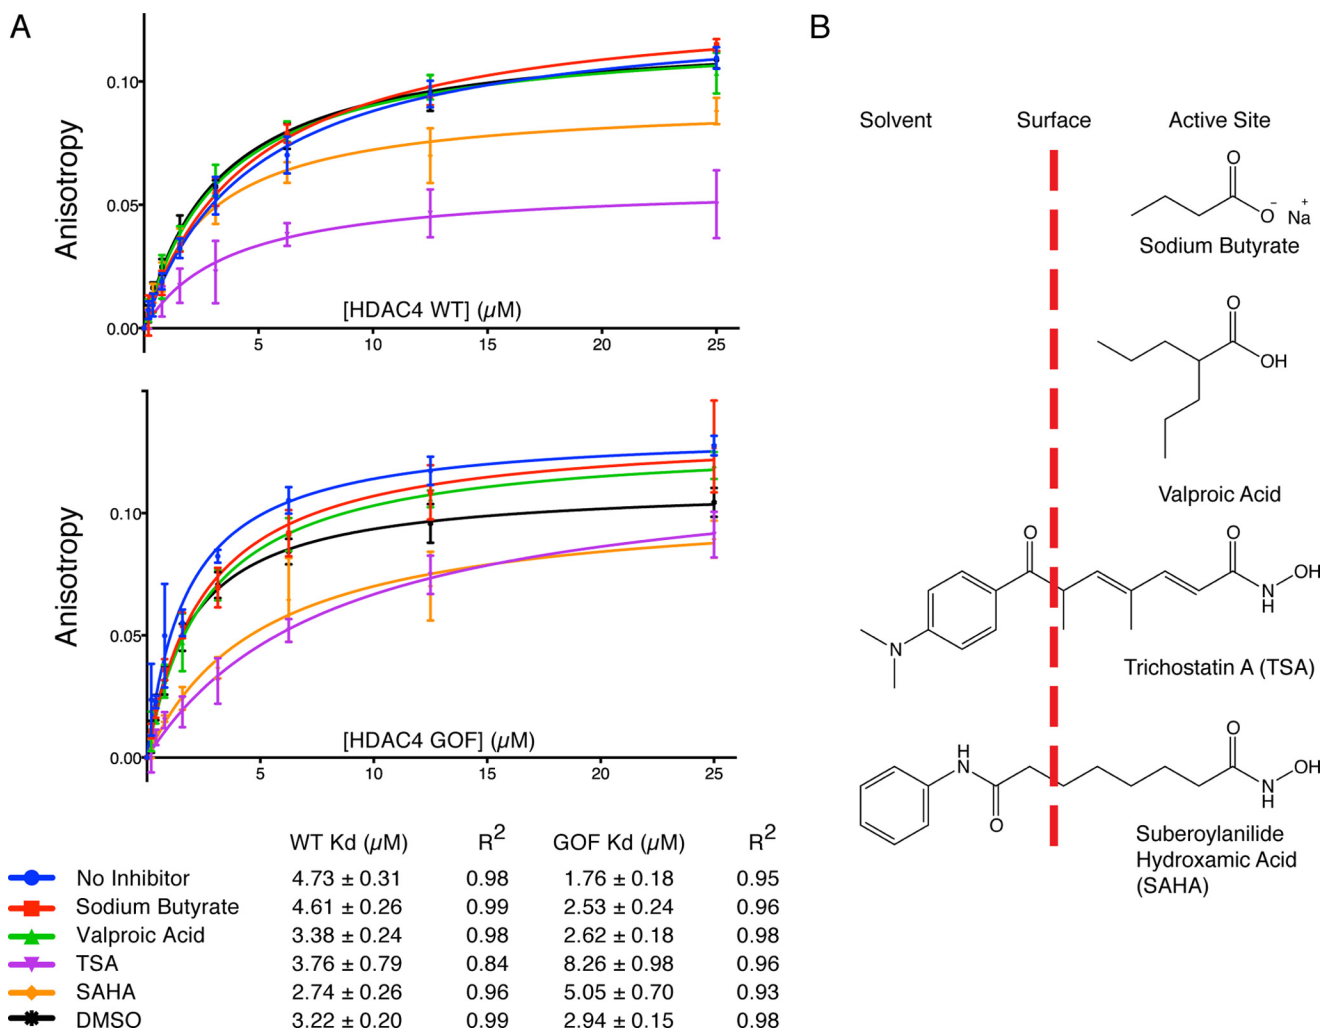 A
Anisotropy
0.10
0.05
0.00
[HDAC4 WT] (µM)
5 10 15 20 25
Anisotropy
0.10
0.05
0.00
[HDAC4 GOF] (µM)
5 10 15 20 25
WT Kd (µM) R² GOF Kd (µM) R²
No Inhibitor 4.73 ± 0.31 0.98 1.76 ± 0.18 0.95
Sodium Butyrate 4.61 ± 0.26 0.99 2.53 ± 0.24 0.96
Valproic Acid 3.38 ± 0.24 0.98 2.62 ± 0.18 0.98
TSA 3.76 ± 0.79 0.84 8.26 ± 0.98 0.96
SAHA 2.74 ± 0.26 0.96 5.05 ± 0.70 0.93
DMSO 3.22 ± 0.20 0.99 2.94 ± 0.15 0.98
B
Solvent Surface Active Site
O
O⁻ Na⁺
Sodium Butyrate
O
OH
Valproic Acid
O O
OH
N
H
N
Trichostatin A (TSA)
O
H
N
OH
N
H
O
Suberoylanilide
Hydroxamic Acid
(SAHA)